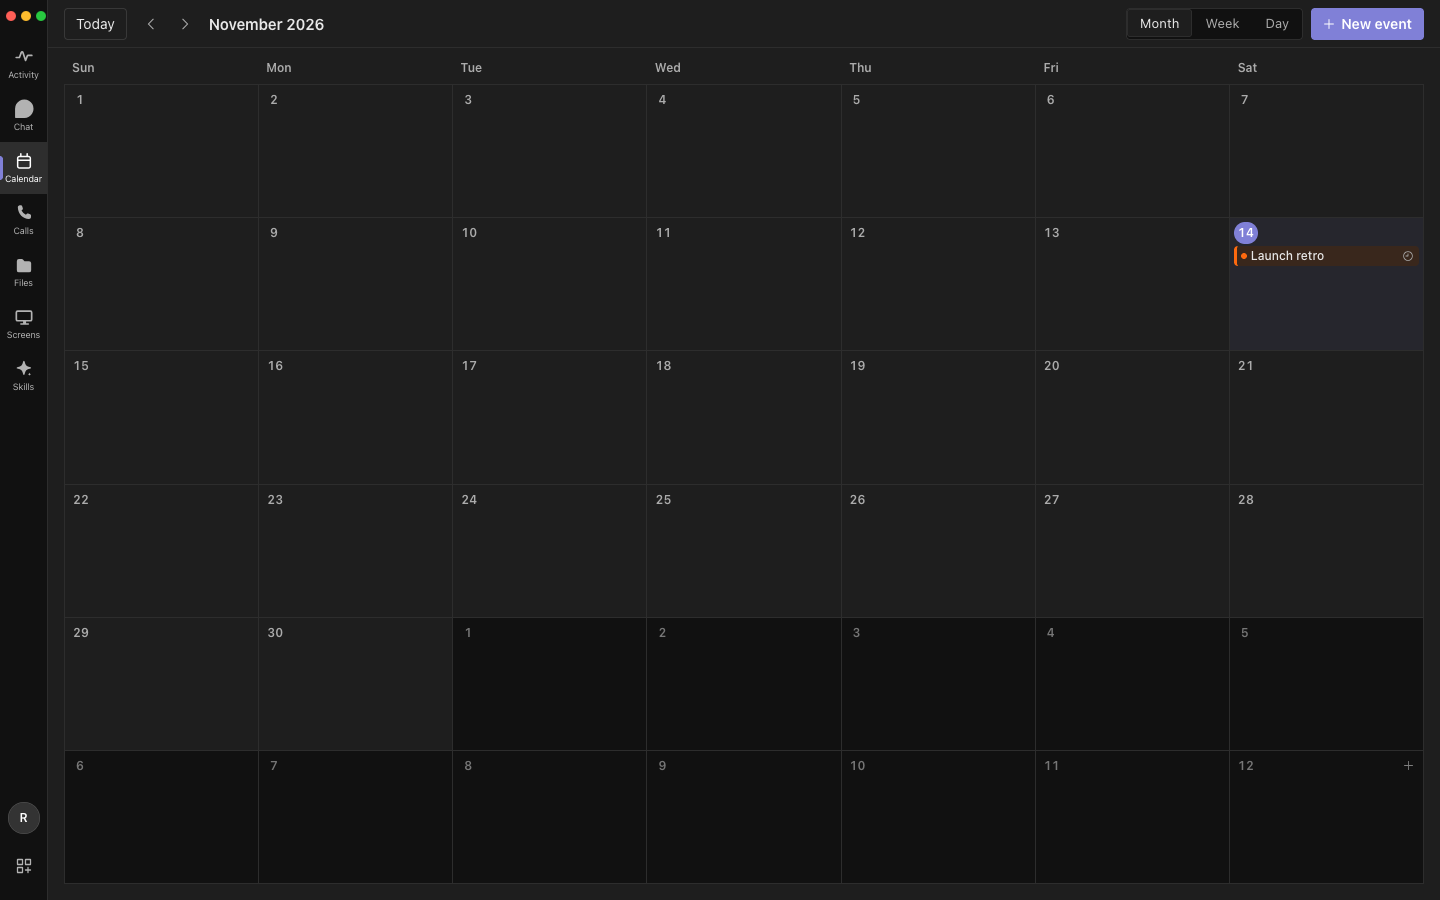 Today
November 2026
Month
Week
Day
New event
Activity
Chat
Calendar
Calls
Files
Screens
Skills
R
Sun Mon Tue Wed Thu Fri Sat
1 2 3 4 5 6 7
8 9 10 11 12 13 14
Launch retro
15 16 17 18 19 20 21
22 23 24 25 26 27 28
29 30 1 2 3 4 5
6 7 8 9 10 11 12